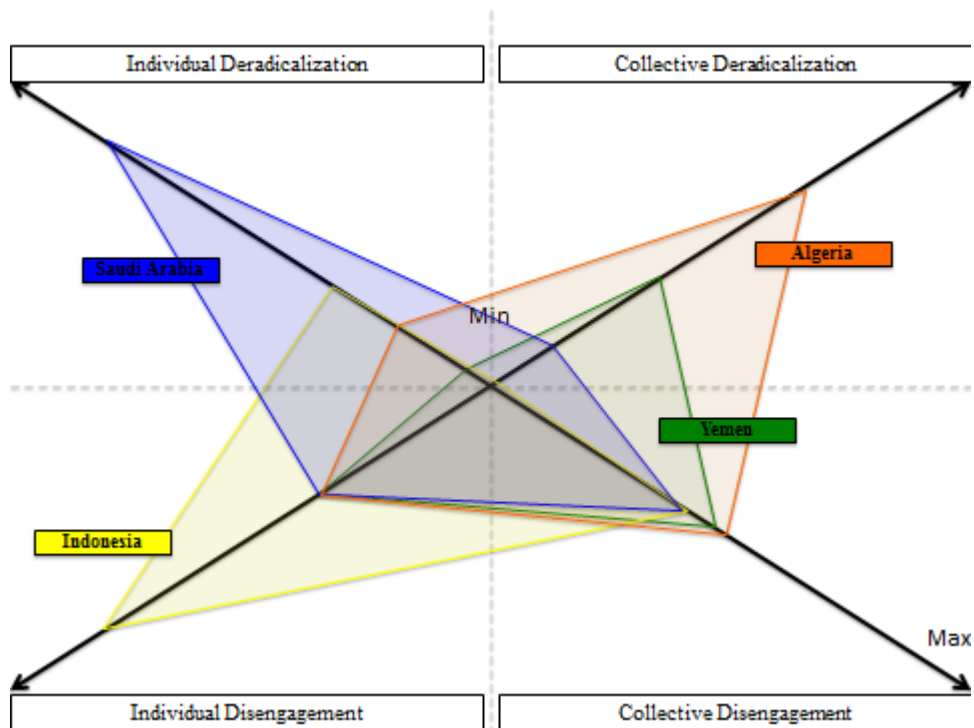 Individual Deradicalization
Collective Deradicalization
Saudi Arabia
Algeria
Min
Yemen
Indonesia
Max
Individual Disengagement
Collective Disengagement